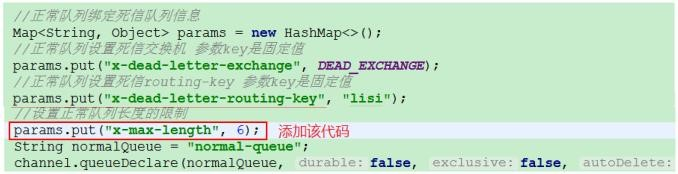 //正常队列绑定死信队列信息
Map<String, Object> params = new HashMap<>();
//正常队列设置死信交换机 参数key是固定值
params.put("x-dead-letter-exchange", DEAD_EXCHANGE);
//正常队列设置死信routing-key 参数key是固定值
params.put("x-dead-letter-routing-key", "lisi");
//设置正常队列长度的限制
params.put("x-max-length", 6); 添加该代码
String normalQueue = "normal-queue";
channel.queueDeclare(normalQueue, durable: false, exclusive: false, autoDelete: